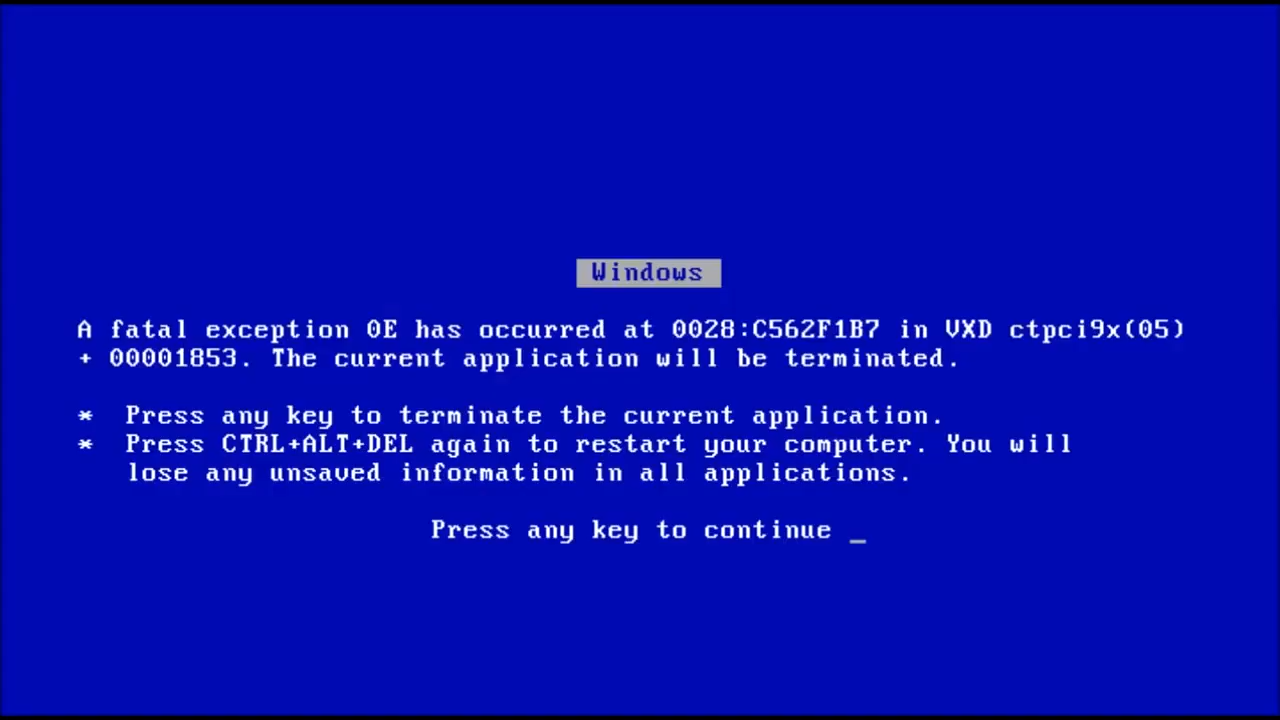 Windows
A fatal exception 0E has occurred at 0028:C562F1B7 in VXD ctpci9x(05)
+ 00001853. The current application will be terminated.
* Press any key to terminate the current application.
* Press CTRL+ALT+DEL again to restart your computer. You will
lose any unsaved information in all applications.
Press any key to continue _